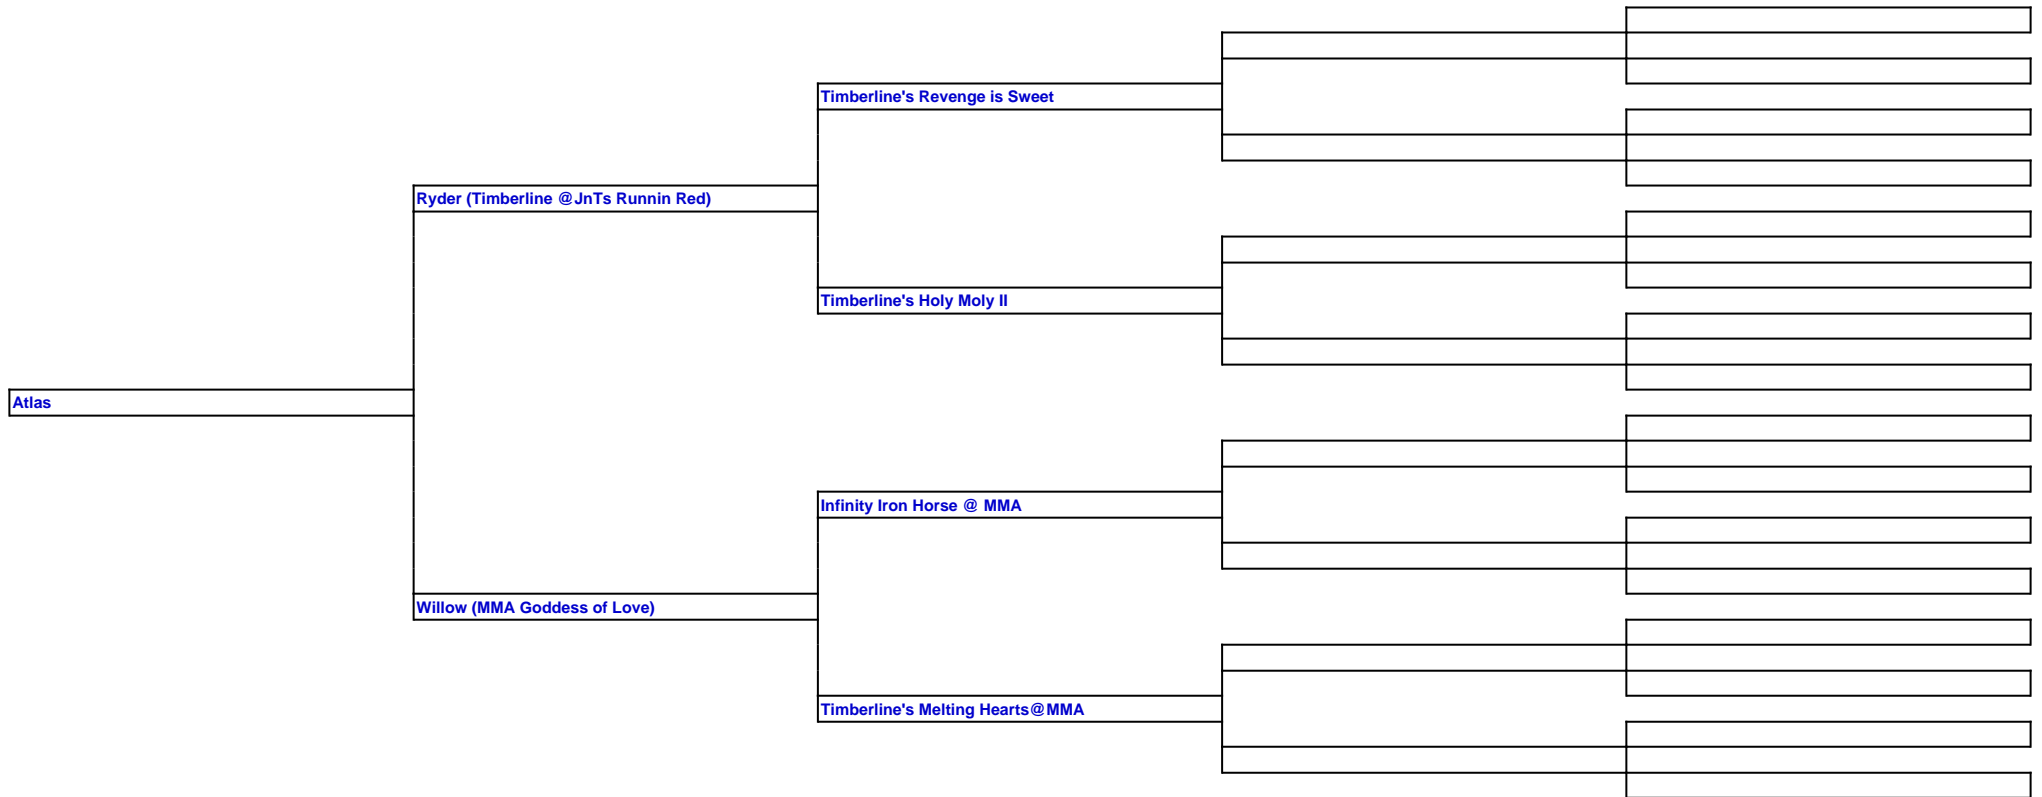 Timberline's Revenge is Sweet
Ryder (Timberline @JnTs Runnin Red)
Timberline's Holy Moly II
Atlas
Infinity Iron Horse @ MMA
Willow (MMA Goddess of Love)
Timberline's Melting Hearts@MMA